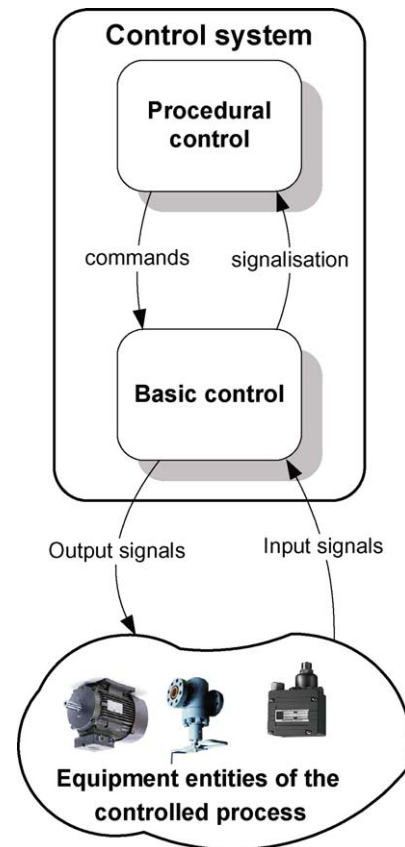 Control system
Procedural
control
commands
signalisation
Basic control
Output signals
Input signals
Equipment entities of the
controlled process